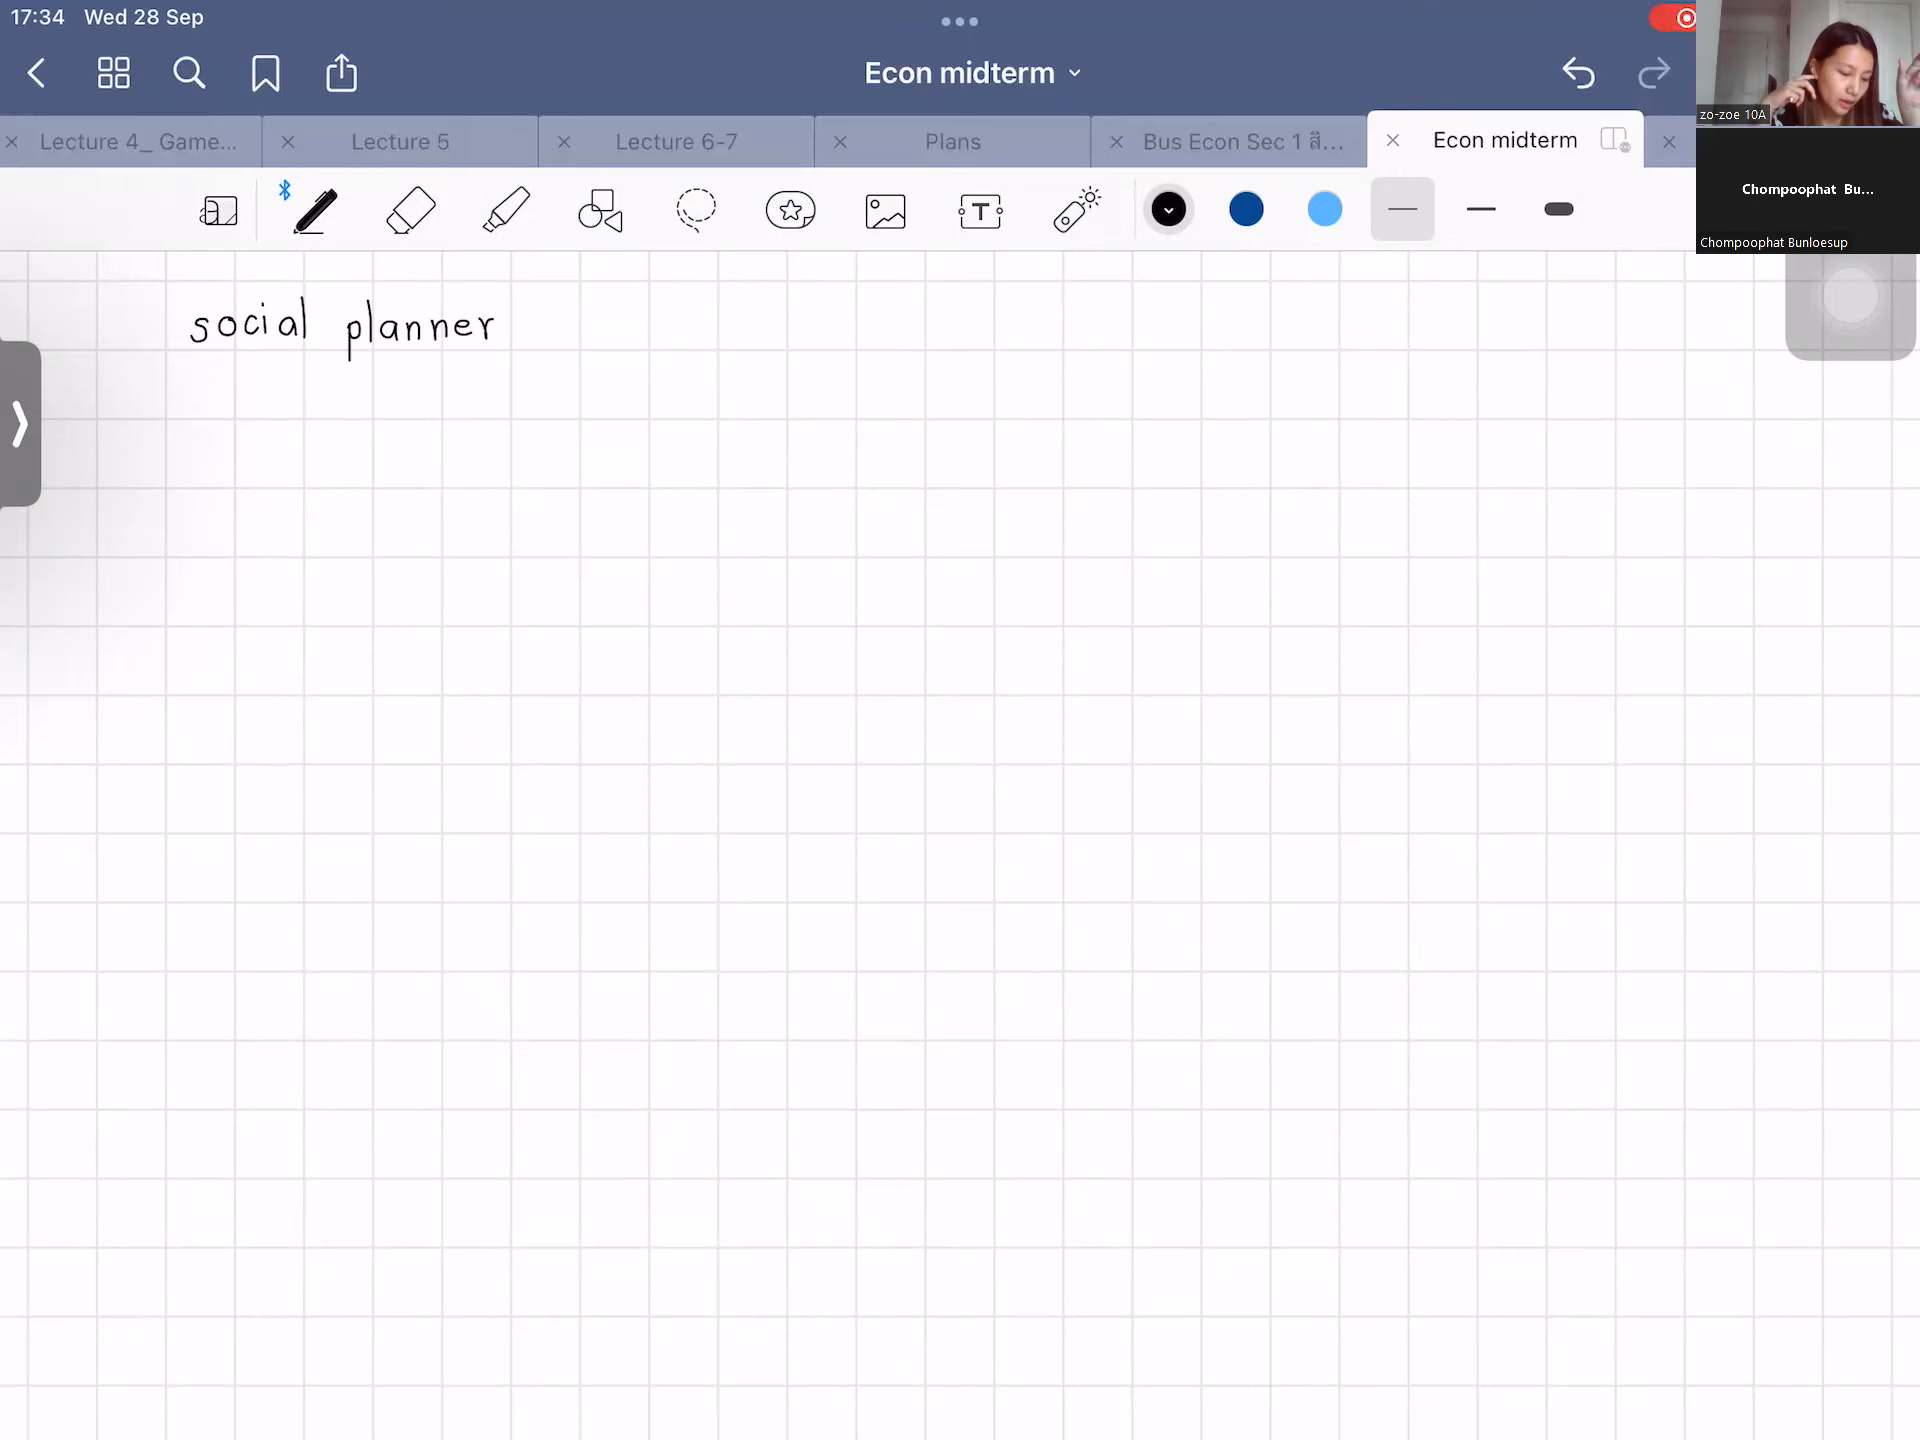 17:34 Wed 28 Sep
Econ midterm
zo-zoe 10A
Lecture 4_ Game...
Lecture 5
Lecture 6-7
Plans
Bus Econ Sec 1 สิ...
Econ midterm
Chompoophat Bu...
Chompoophat Bunloesup
social planner